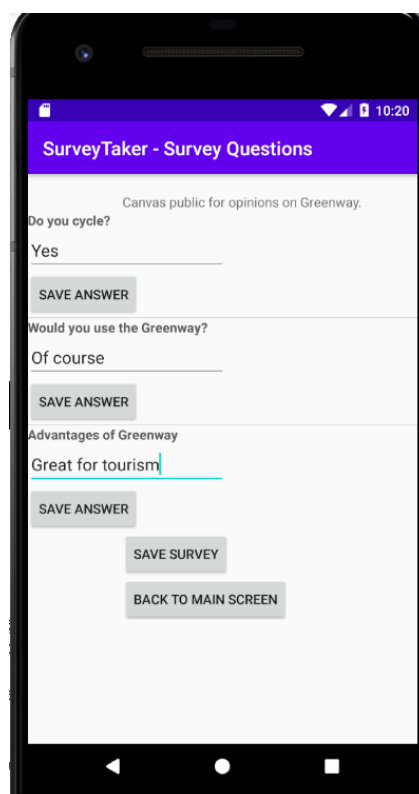 10:20
SurveyTaker - Survey Questions
Canvas public for opinions on Greenway.
Do you cycle?
Yes
SAVE ANSWER
Would you use the Greenway?
Of course
SAVE ANSWER
Advantages of Greenway
Great for tourism
SAVE ANSWER
SAVE SURVEY
BACK TO MAIN SCREEN